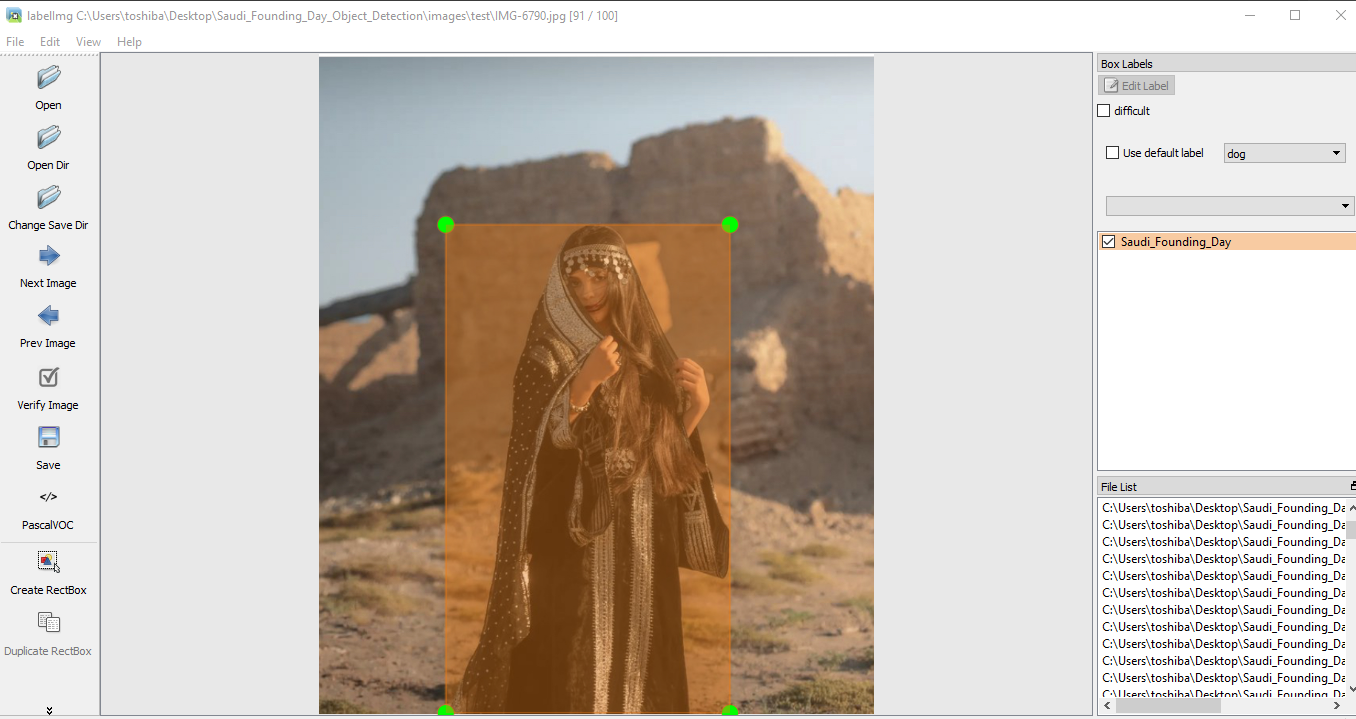 labelImg C:\Users\toshiba\Desktop\Saudi_Founding_Day_Object_Detection\images\test\IMG-6790.jpg [91 / 100]
File Edit View Help
Open
Open Dir
Change Save Dir
Next Image
Prev Image
Verify Image
Save
</>
PascalVOC
Create RectBox
Duplicate RectBox
Box Labels
Edit Label
difficult
Use default label
dog
Saudi_Founding_Day
File List
C:\Users\toshiba\Desktop\Saudi_Founding_Da
C:\Users\toshiba\Desktop\Saudi_Founding_Da
C:\Users\toshiba\Desktop\Saudi_Founding_Da
C:\Users\toshiba\Desktop\Saudi_Founding_Da
C:\Users\toshiba\Desktop\Saudi_Founding_Da
C:\Users\toshiba\Desktop\Saudi_Founding_Da
C:\Users\toshiba\Desktop\Saudi_Founding_Da
C:\Users\toshiba\Desktop\Saudi_Founding_Da
C:\Users\toshiba\Desktop\Saudi_Founding_Da
C:\Users\toshiba\Desktop\Saudi_Founding_Da
C:\Users\toshiba\Desktop\Saudi_Founding_Da
C:\Users\toshiba\Desktop\Saudi_Founding_Da